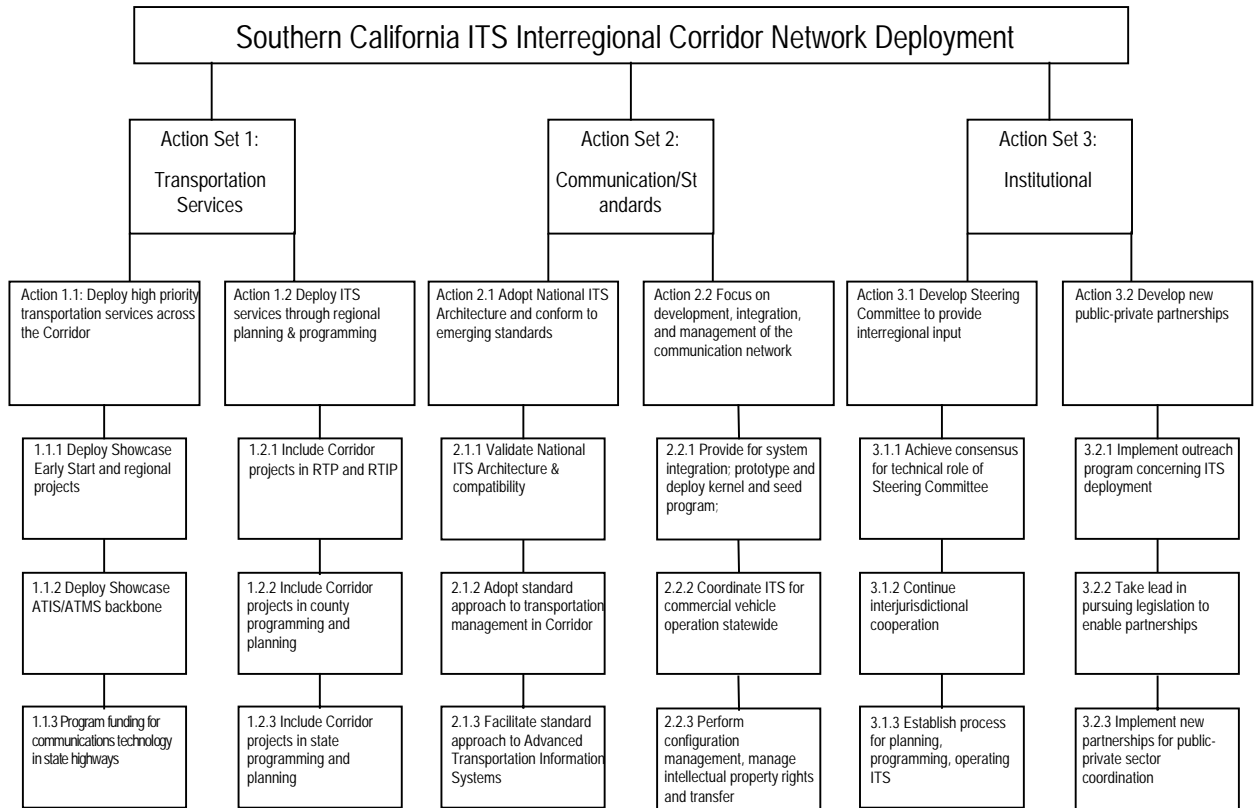 Southern California ITS Interregional Corridor Network Deployment
Action Set 1:
Transportation
Services
Action Set 2:
Communication/St
andards
Action Set 3:
Institutional
Action 1.1: Deploy high priority
transportation services across
the Corridor
Action 1.2 Deploy ITS
services through regional
planning & programming
Action 2.1 Adopt National ITS
Architecture and conform to
emerging standards
Action 2.2 Focus on
development, integration,
and management of the
communication network
Action 3.1 Develop Steering
Committee to provide
interregional input
Action 3.2 Develop new
public-private partnerships
1.1.1 Deploy Showcase
Early Start and regional
projects
1.2.1 Include Corridor
projects in RTP and RTIP
2.1.1 Validate National
ITS Architecture &
compatibility
2.2.1 Provide for system
integration; prototype and
deploy kernel and seed
program;
3.1.1 Achieve consensus
for technical role of
Steering Committee
3.2.1 Implement outreach
program concerning ITS
deployment
1.1.2 Deploy Showcase
ATIS/ATMS backbone
1.2.2 Include Corridor
projects in county
programming and
planning
2.1.2 Adopt standard
approach to transportation
management in Corridor
2.2.2 Coordinate ITS for
commercial vehicle
operation statewide
3.1.2 Continue
interjurisdictional
cooperation
3.2.2 Take lead in
pursuing legislation to
enable partnerships
1.1.3 Program funding for
communications technology
in state highways
1.2.3 Include Corridor
projects in state
programming and
planning
2.1.3 Facilitate standard
approach to Advanced
Transportation Information
Systems
2.2.3 Perform
configuration
management, manage
intellectual property rights
and transfer
3.1.3 Establish process
for planning,
programming, operating
ITS
3.2.3 Implement new
partnerships for public-
private sector
coordination